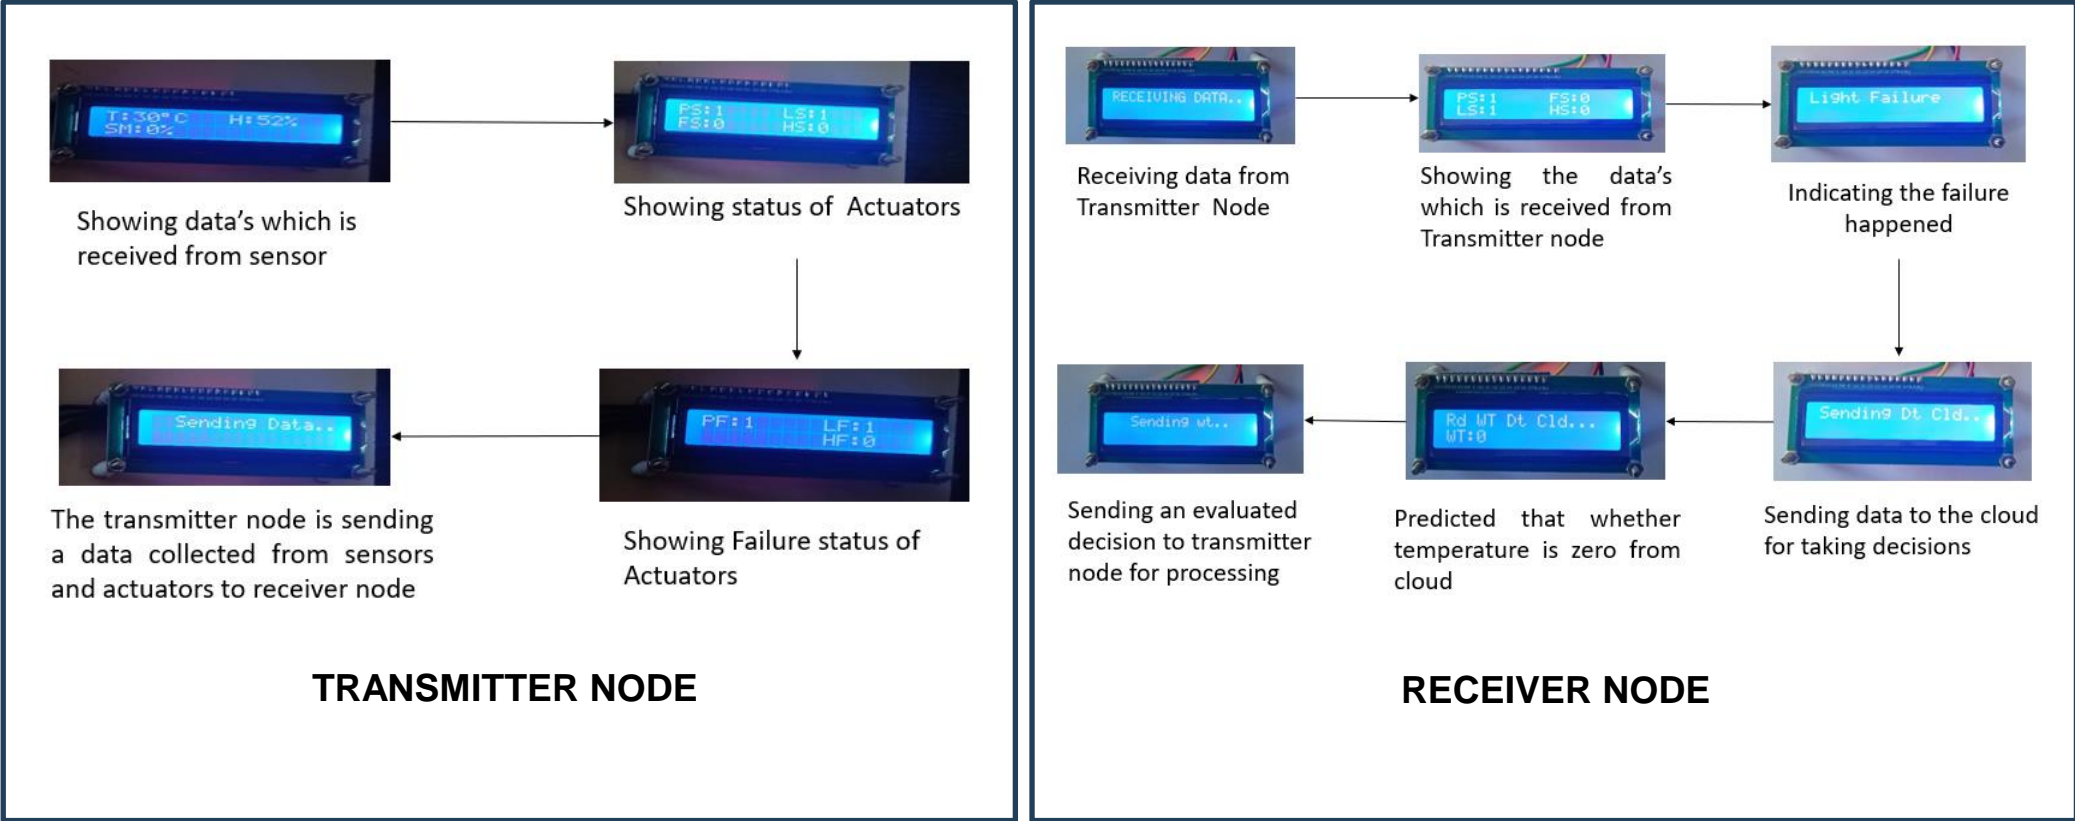 T:30°C H:52%
SM:0%
Showing data's which is
received from sensor
PS:1 LS:1
FS:0 HS:0
Showing status of Actuators
PF:1 LF:1
HF:0
Showing Failure status of
Actuators
Sending Data..
The transmitter node is sending
a data collected from sensors
and actuators to receiver node
TRANSMITTER NODE
RECEIVING DATA..
Receiving data from
Transmitter Node
PS:1 FS:0
LS:1 HS:0
Showing the data's
which is received from
Transmitter node
Light Failure
Indicating the failure
happened
Sending Dt Cld..
Sending data to the cloud
for taking decisions
Rd WT Dt Cld...
WT:0
Predicted that whether
temperature is zero from
cloud
Sending wt..
Sending an evaluated
decision to transmitter
node for processing
RECEIVER NODE